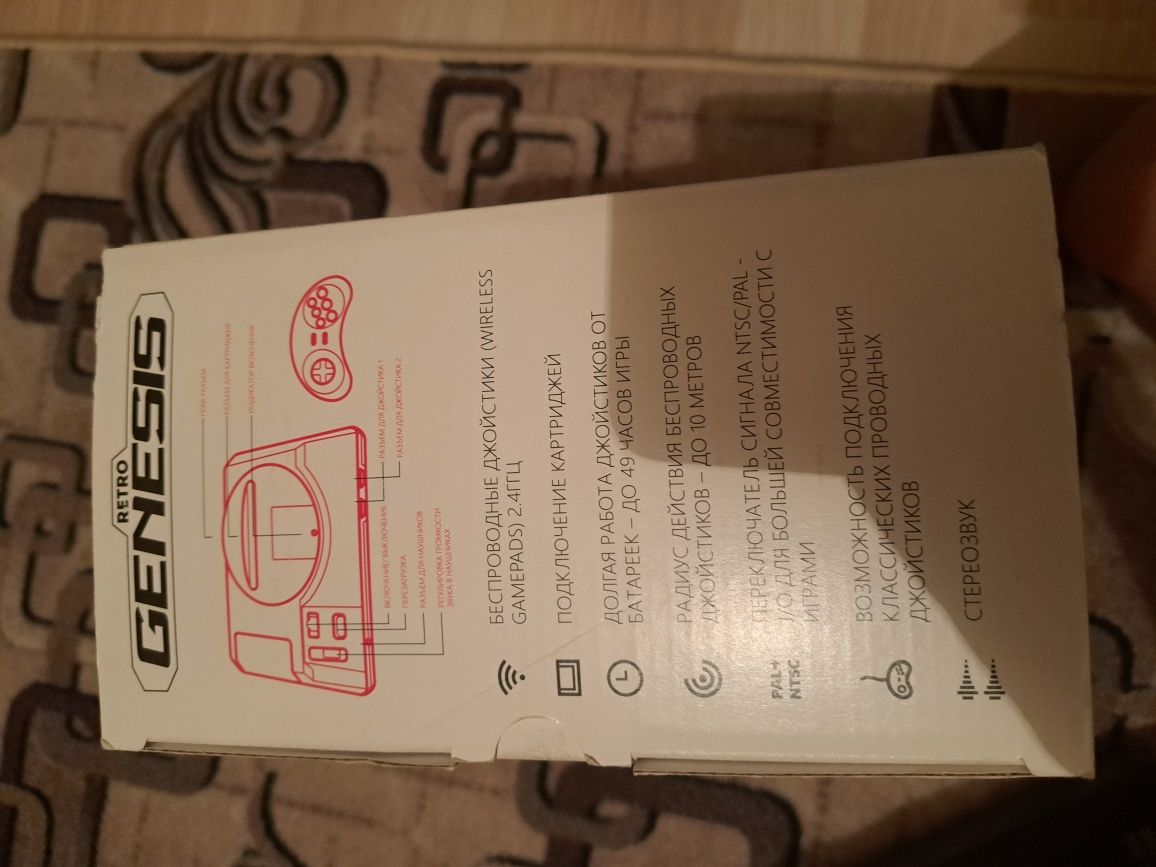 RETRO
GENESIS
HDMI РАЗЪЕМ
РАЗЪЕМ ДЛЯ КАРТРИДЖЕЙ
ИНДИКАТОР ВКЛЮЧЕНИЯ
РАЗЪЕМ ДЛЯ ДЖОЙСТИКА 1
РАЗЪЕМ ДЛЯ ДЖОЙСТИКА 2
ВКЛЮЧЕНИЕ/ ВЫКЛЮЧЕНИЕ
ПЕРЕЗАГРУЗКА
РАЗЪЕМ ДЛЯ НАУШНИКОВ
РЕГУЛИРОВКА ГРОМКОСТИ
ЗВУКА В НАУШНИКАХ
БЕСПРОВОДНЫЕ ДЖОЙСТИКИ (WIRELESS
GAMEPADS) 2.4ГГЦ
ПОДКЛЮЧЕНИЕ КАРТРИДЖЕЙ
ДОЛГАЯ РАБОТА ДЖОЙСТИКОВ ОТ
БАТАРЕЕК – ДО 49 ЧАСОВ ИГРЫ
РАДИУС ДЕЙСТВИЯ БЕСПРОВОДНЫХ
ДЖОЙСТИКОВ – ДО 10 МЕТРОВ
PAL+
NTSC
ПЕРЕКЛЮЧАТЕЛЬ СИГНАЛА NTSC/PAL -
J/O ДЛЯ БОЛЬШЕЙ СОВМЕСТИМОСТИ С
ИГРАМИ
ВОЗМОЖНОСТЬ ПОДКЛЮЧЕНИЯ
КЛАССИЧЕСКИХ ПРОВОДНЫХ
ДЖОЙСТИКОВ
СТЕРЕОЗВУК